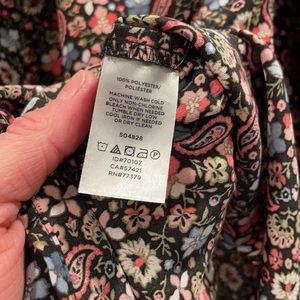 100% POLYESTER/
POLIESTER
MACHINE WASH COLD
ONLY NON-CHLORINE
BLEACH WHEN NEEDED
TUMBLE DRY LOW
COOL IRON IF NEEDED
OR DRY CLEAN
504828
ID#70107
CA#57421
RN#77379